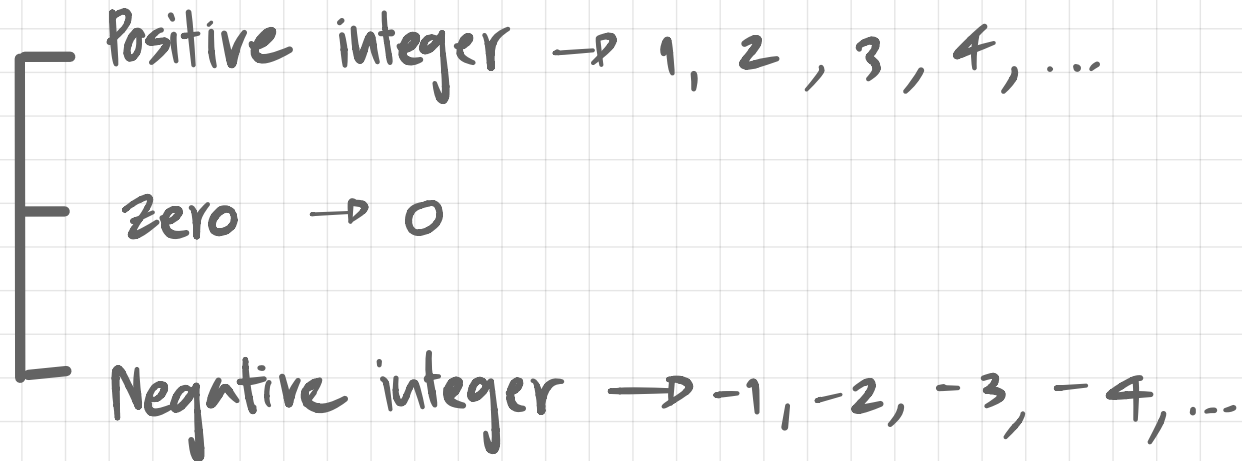 Positive integer → 1, 2, 3, 4, ...
Zero → 0
Negative integer → -1, -2, -3, -4, ...